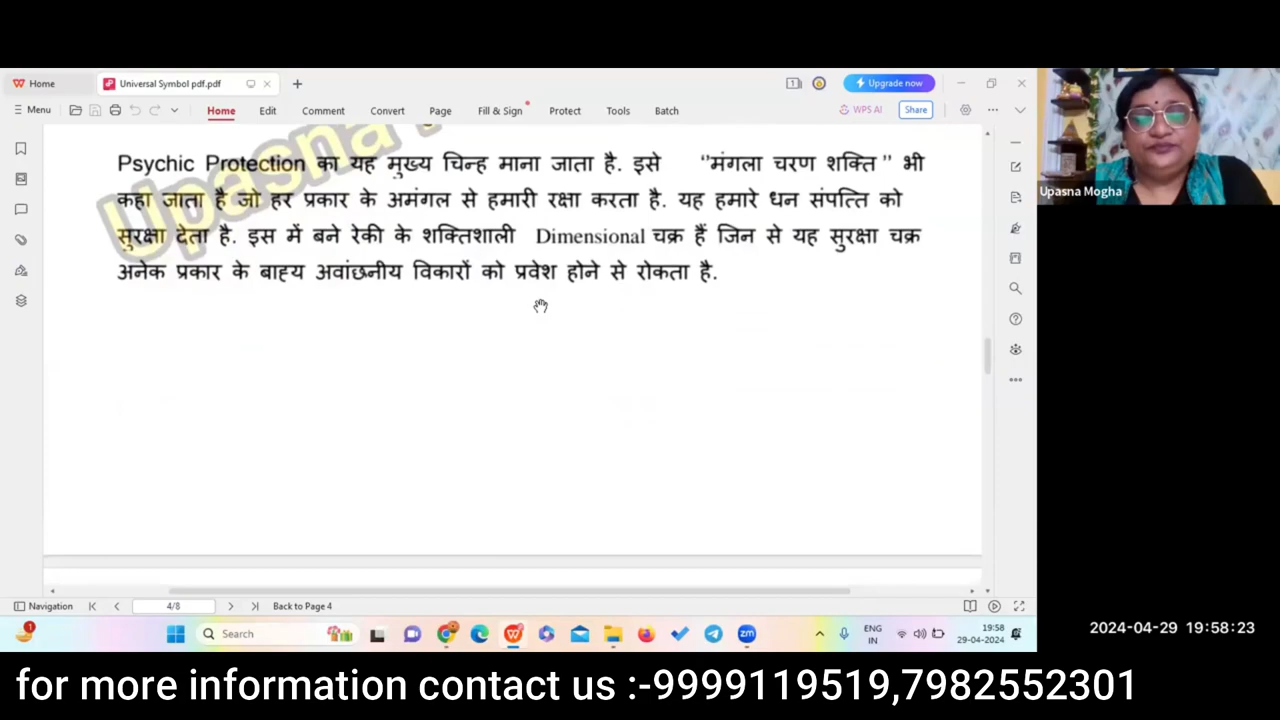 Home
Universal Symbol pdf.pdf
Upgrade now
Menu
Home Edit Comment Convert Page Fill & Sign Protect Tools Batch
WPS AI
Share
Upasna
Psychic Protection का यह मुख्य चिन्ह माना जाता है. इसे ''मंगला चरण शक्ति'' भी
कहा जाता है जो हर प्रकार के अमंगल से हमारी रक्षा करता है. यह हमारे धन संपत्ति को
सुरक्षा देता है. इस में बने रेकी के शक्तिशाली Dimensional चक्र हैं जिन से यह सुरक्षा चक्र
अनेक प्रकार के बाह्य अवांछनीय विकारों को प्रवेश होने से रोकता है.
Upasna Mogha
Navigation
4/8
Back to Page 4
1
Search
zm
ENG
IN
19:58
29-04-2024
2024-04-29 19:58:23
for more information contact us :-9999119519,7982552301